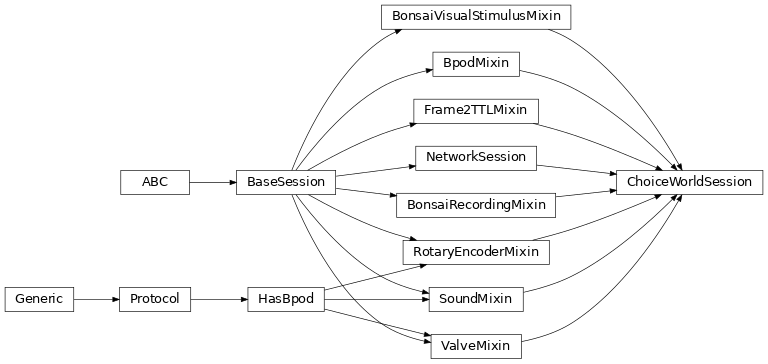 BonsaiVisualStimulusMixin
BpodMixin
Frame2TTLMixin
NetworkSession
ABC
BaseSession
ChoiceWorldSession
BonsaiRecordingMixin
RotaryEncoderMixin
Generic
Protocol
HasBpod
SoundMixin
ValveMixin